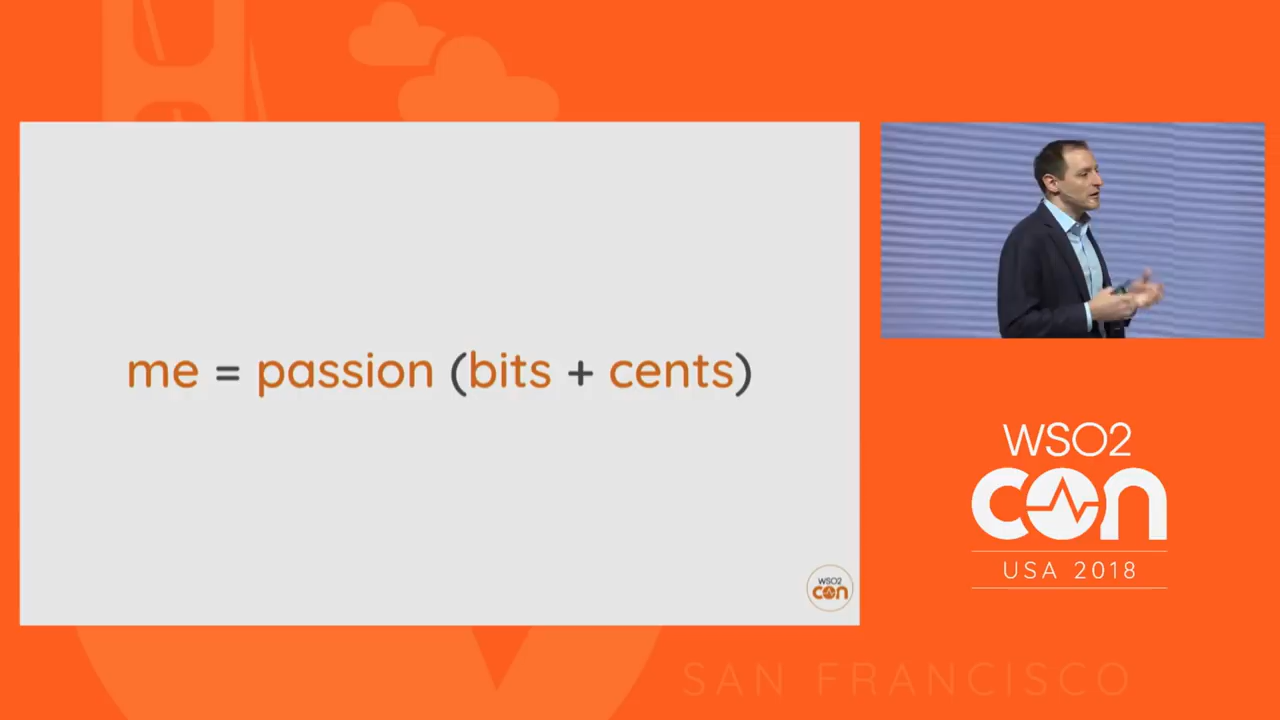 me = passion (bits + cents)
WSO2
con
WSO2
con
USA 2018
SAN FRANCISCO